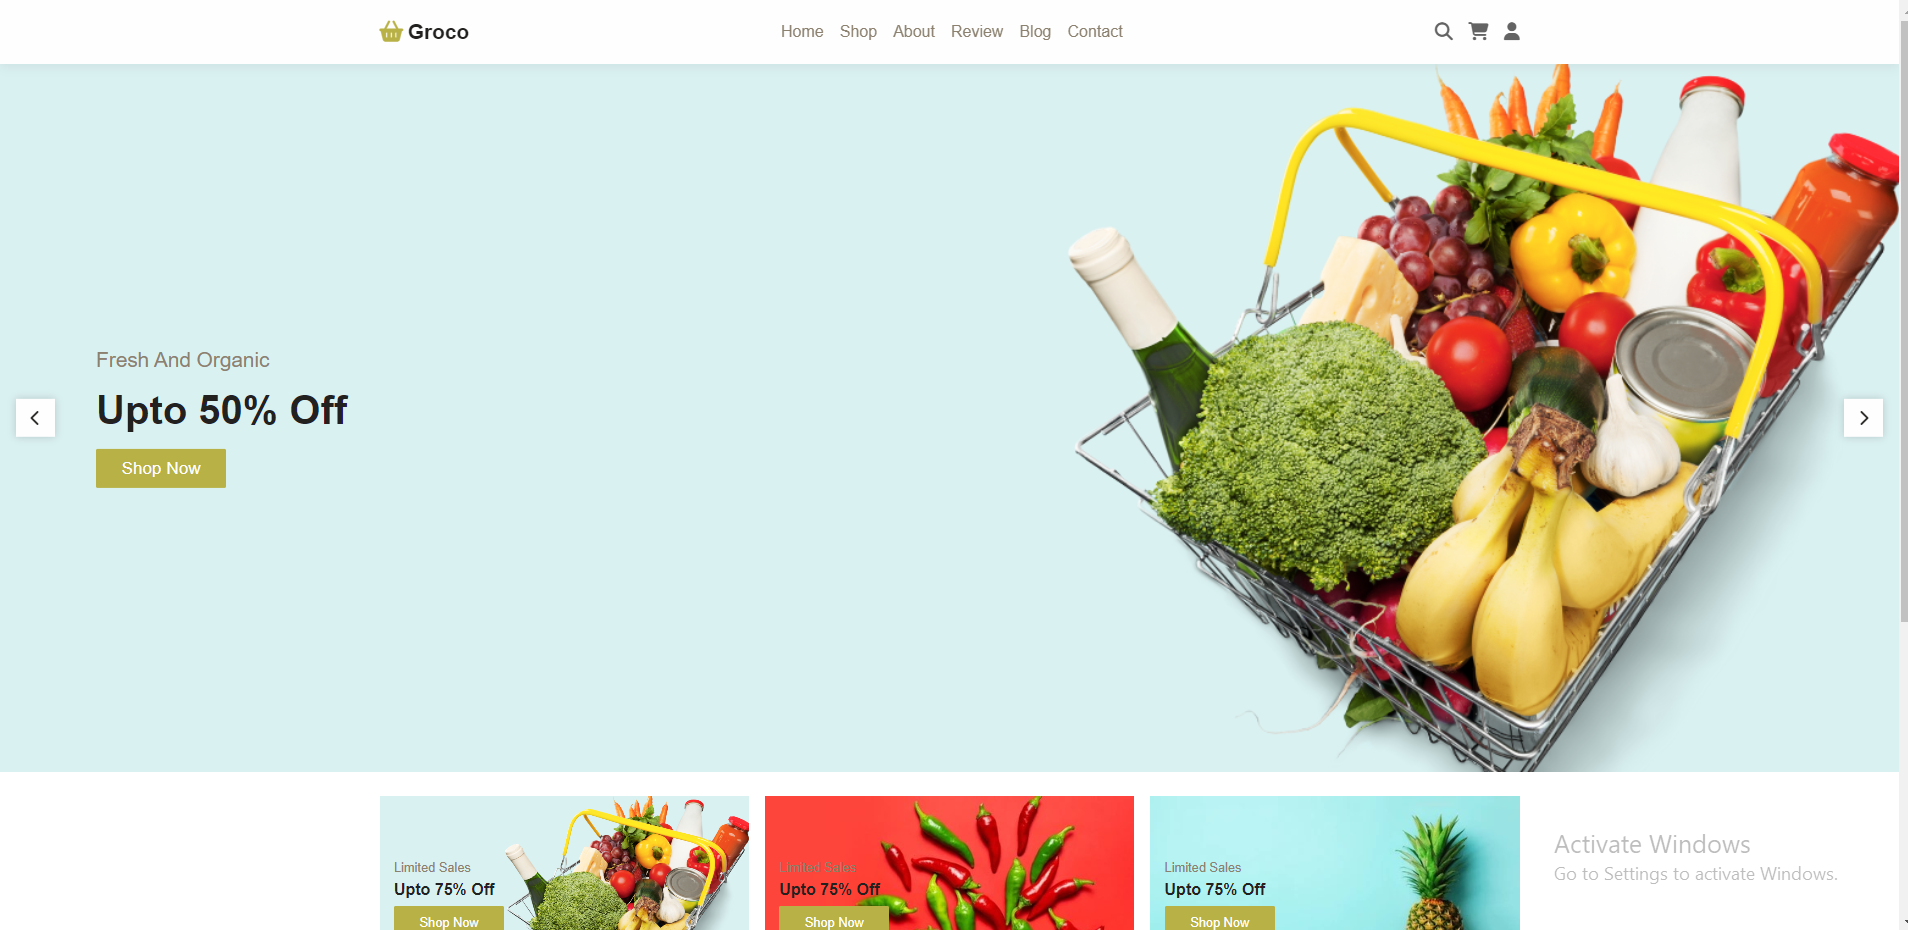 Groco
Home Shop About Review Blog Contact
Fresh And Organic
Upto 50% Off
Shop Now
Limited Sales
Upto 75% Off
Shop Now
Limited Sales
Upto 75% Off
Shop Now
Limited Sales
Upto 75% Off
Shop Now
Activate Windows
Go to Settings to activate Windows.